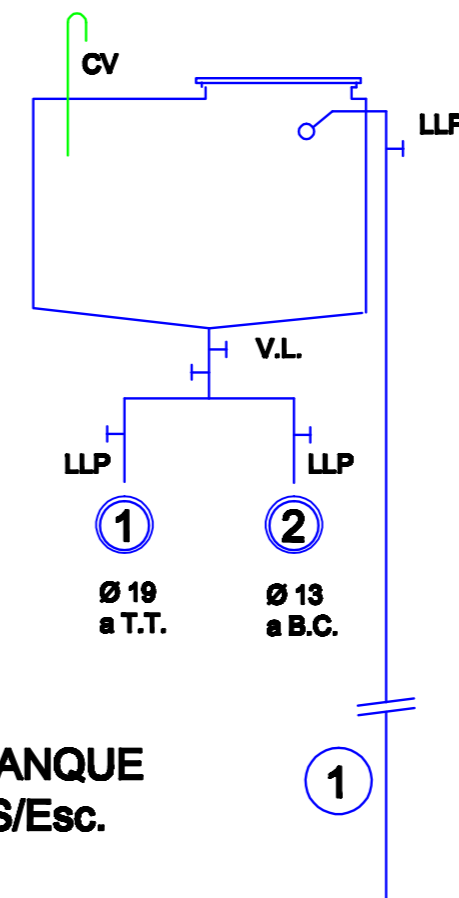 CV
LLP
V.L.
LLP
LLP
1
2
Ø 19
a T.T.
Ø 13
a B.C.
ANQUE
S/Esc.
1